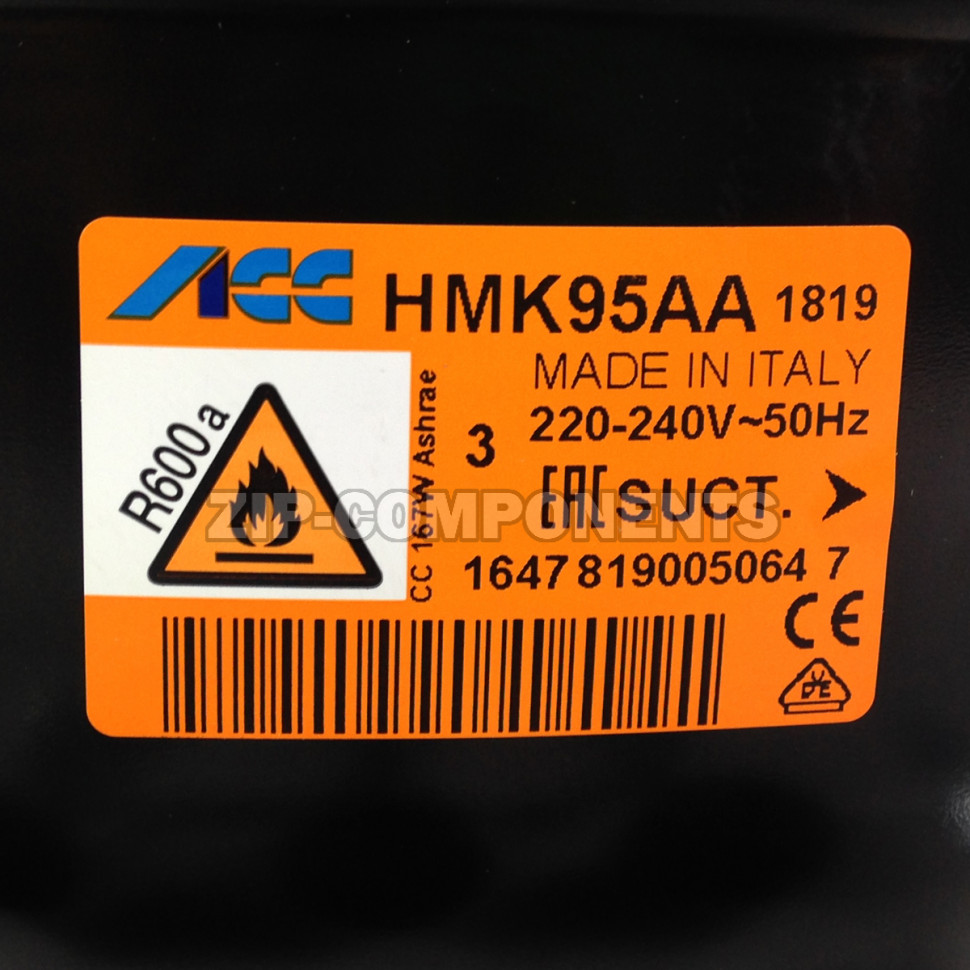 ACC HMK95AA 1819
MADE IN ITALY
R600a
CC 167W Ashrae
3
220-240V~50Hz
EAC SUCT.
ZIP-COMPONENTS
1647 819005064 7
CE
VDE